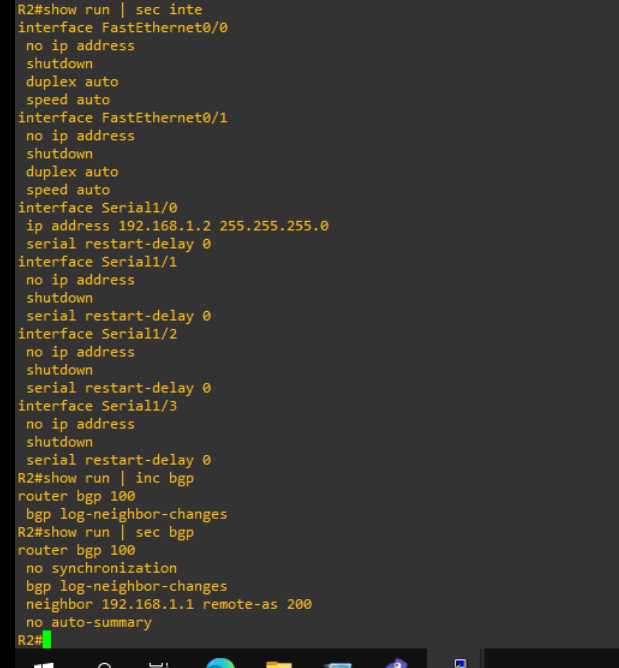 R2#show run | sec inte
interface FastEthernet0/0
 no ip address
 shutdown
 duplex auto
 speed auto
interface FastEthernet0/1
 no ip address
 shutdown
 duplex auto
 speed auto
interface Serial1/0
 ip address 192.168.1.2 255.255.255.0
 serial restart-delay 0
interface Serial1/1
 no ip address
 shutdown
 serial restart-delay 0
interface Serial1/2
 no ip address
 shutdown
 serial restart-delay 0
interface Serial1/3
 no ip address
 shutdown
 serial restart-delay 0
R2#show run | inc bgp
router bgp 100
 bgp log-neighbor-changes
R2#show run | sec bgp
router bgp 100
 no synchronization
 bgp log-neighbor-changes
 neighbor 192.168.1.1 remote-as 200
 no auto-summary
R2#